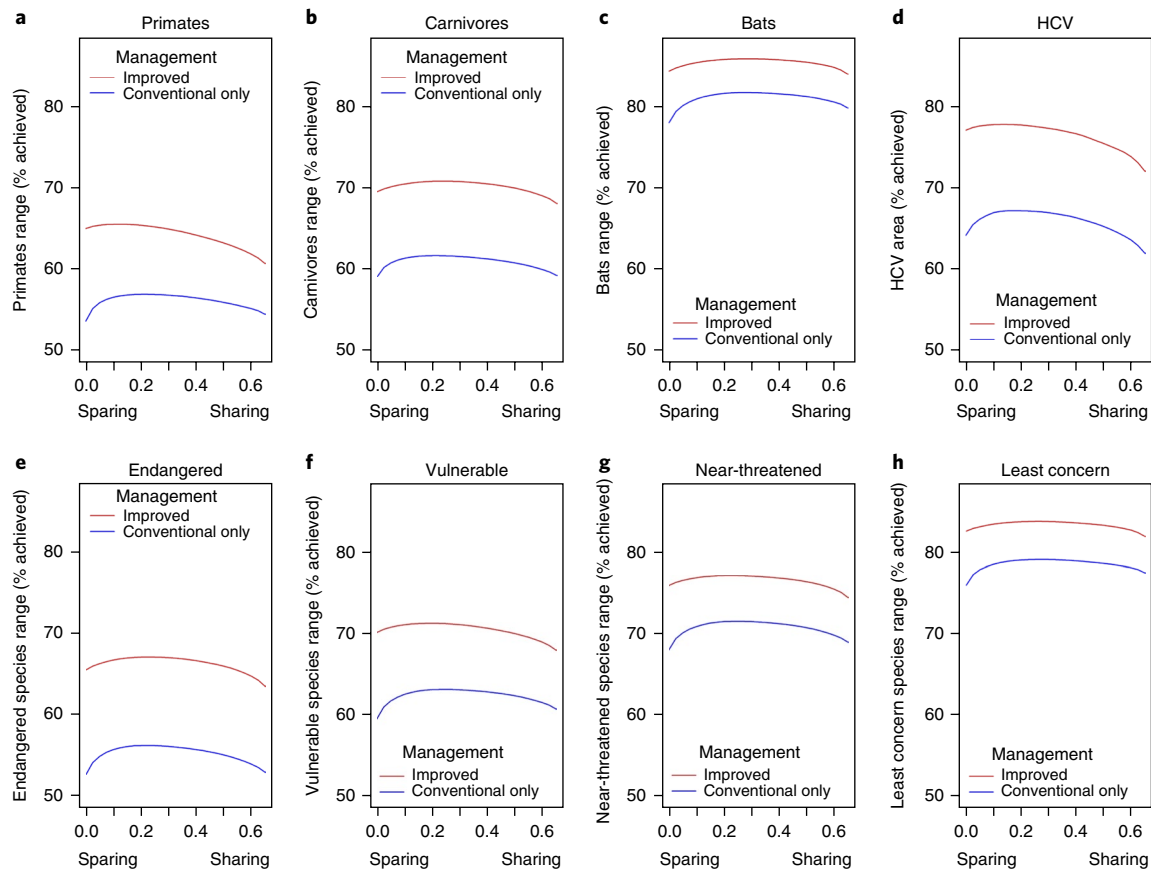 a Primates
Management
Improved
Conventional only
Primates range (% achieved)
80
70
60
50
0.0 0.2 0.4 0.6
Sparing Sharing
b Carnivores
Management
Improved
Conventional only
Carnivores range (% achieved)
80
70
60
50
0.0 0.2 0.4 0.6
Sparing Sharing
c Bats
Bats range (% achieved)
80
70
60
50
Management
Improved
Conventional only
0.0 0.2 0.4 0.6
Sparing Sharing
d HCV
HCV area (% achieved)
80
70
60
50
Management
Improved
Conventional only
0.0 0.2 0.4 0.6
Sparing Sharing
e Endangered
Management
Improved
Conventional only
Endangered species range (% achieved)
80
70
60
50
0.0 0.2 0.4 0.6
Sparing Sharing
f Vulnerable
Vulnerable species range (% achieved)
80
70
60
50
Management
Improved
Conventional only
0.0 0.2 0.4 0.6
Sparing Sharing
g Near-threatened
Near-threatened species range (% achieved)
80
70
60
50
Management
Improved
Conventional only
0.0 0.2 0.4 0.6
Sparing Sharing
h Least concern
Least concern species range (% achieved)
80
70
60
50
Management
Improved
Conventional only
0.0 0.2 0.4 0.6
Sparing Sharing